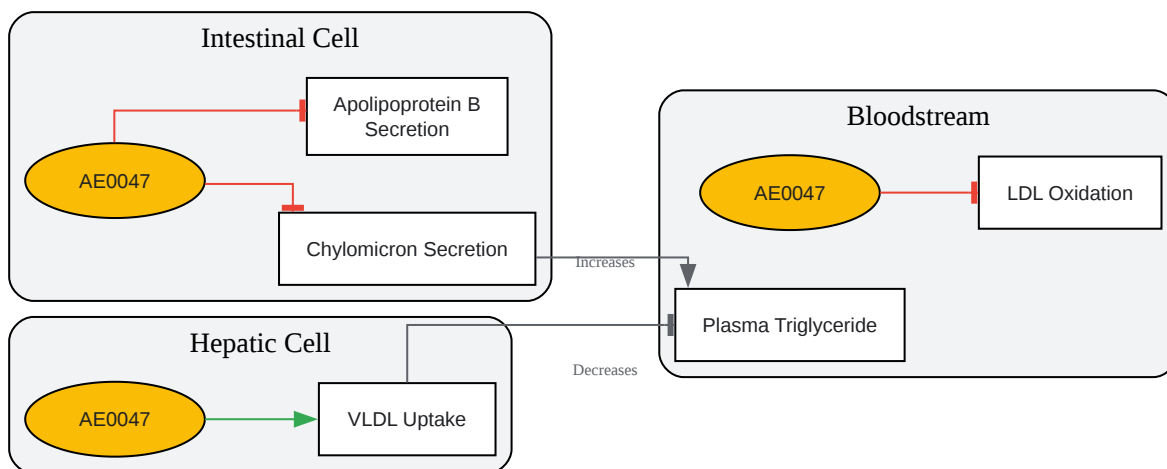 Intestinal Cell
Apolipoprotein B
Secretion
AE0047
Chylomicron Secretion
Increases
Bloodstream
AE0047
LDL Oxidation
Plasma Triglyceride
Hepatic Cell
Decreases
AE0047
VLDL Uptake